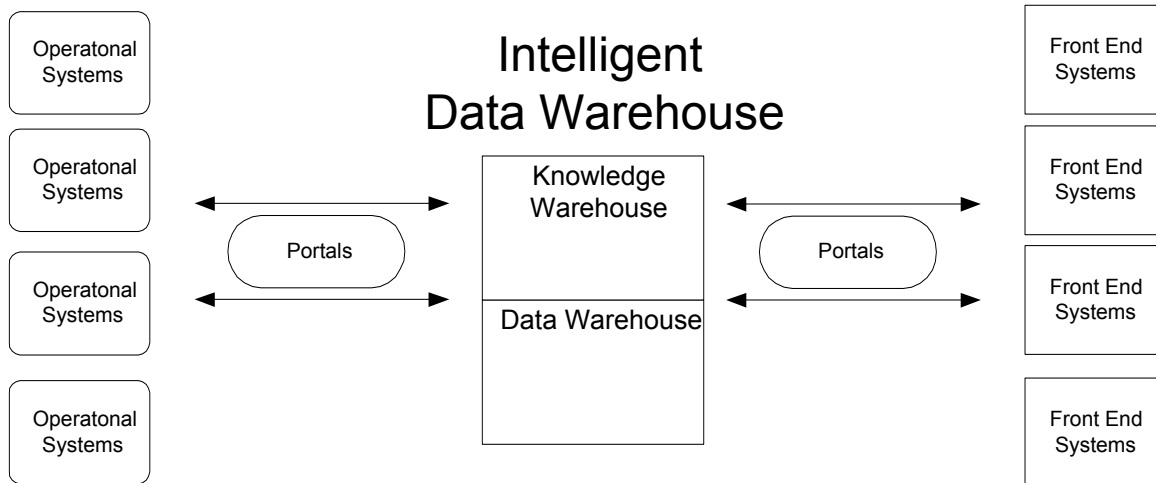 Operatonal
Systems
Operatonal
Systems
Operatonal
Systems
Operatonal
Systems
Intelligent
Data Warehouse
Knowledge
Warehouse
Data Warehouse
Portals
Portals
Front End
Systems
Front End
Systems
Front End
Systems
Front End
Systems